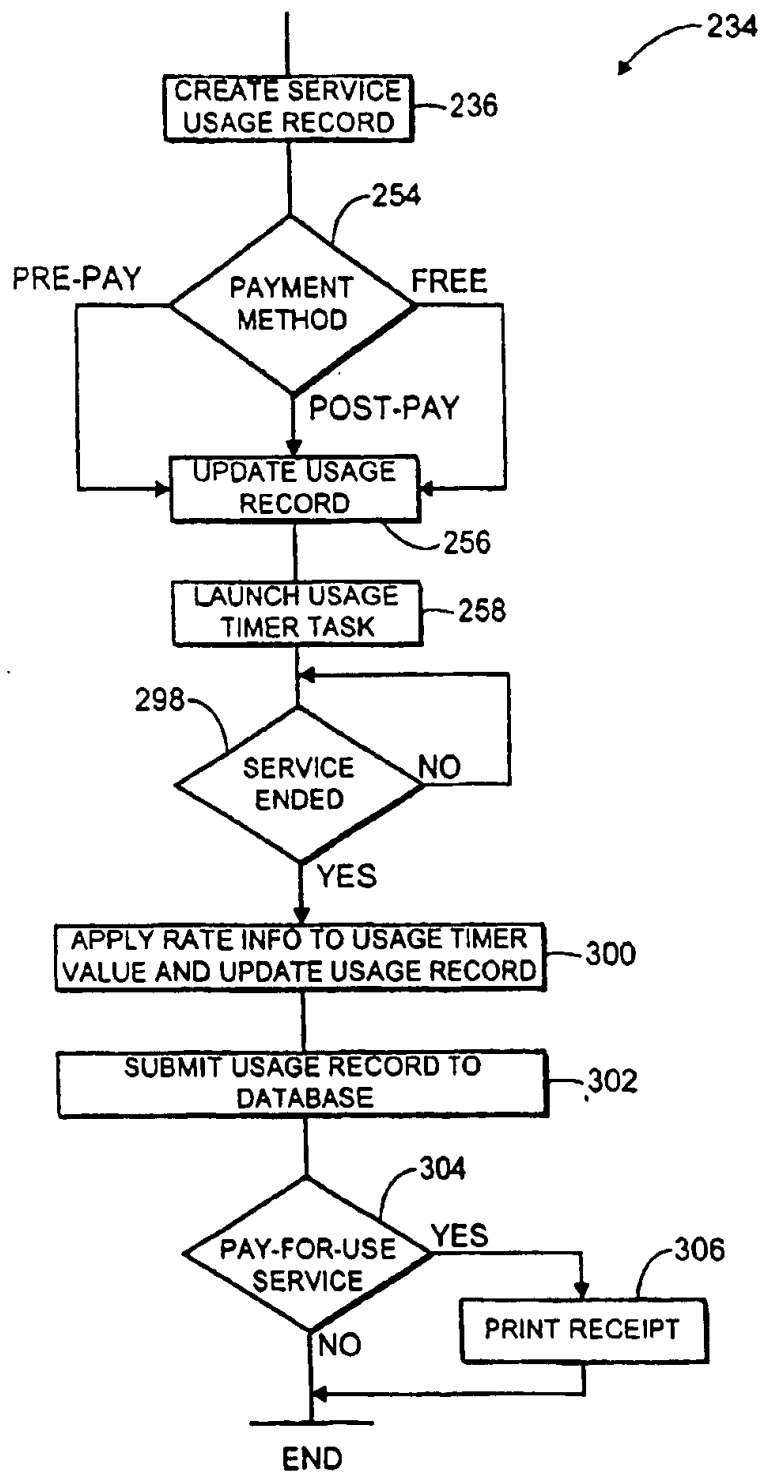 234
CREATE SERVICE
USAGE RECORD
236
254
PRE-PAY
PAYMENT
METHOD
FREE
POST-PAY
UPDATE USAGE
RECORD
256
LAUNCH USAGE
TIMER TASK
258
298
SERVICE
ENDED
NO
YES
APPLY RATE INFO TO USAGE TIMER
VALUE AND UPDATE USAGE RECORD
300
SUBMIT USAGE RECORD TO
DATABASE
302
304
PAY-FOR-USE
SERVICE
YES
306
PRINT RECEIPT
NO
END